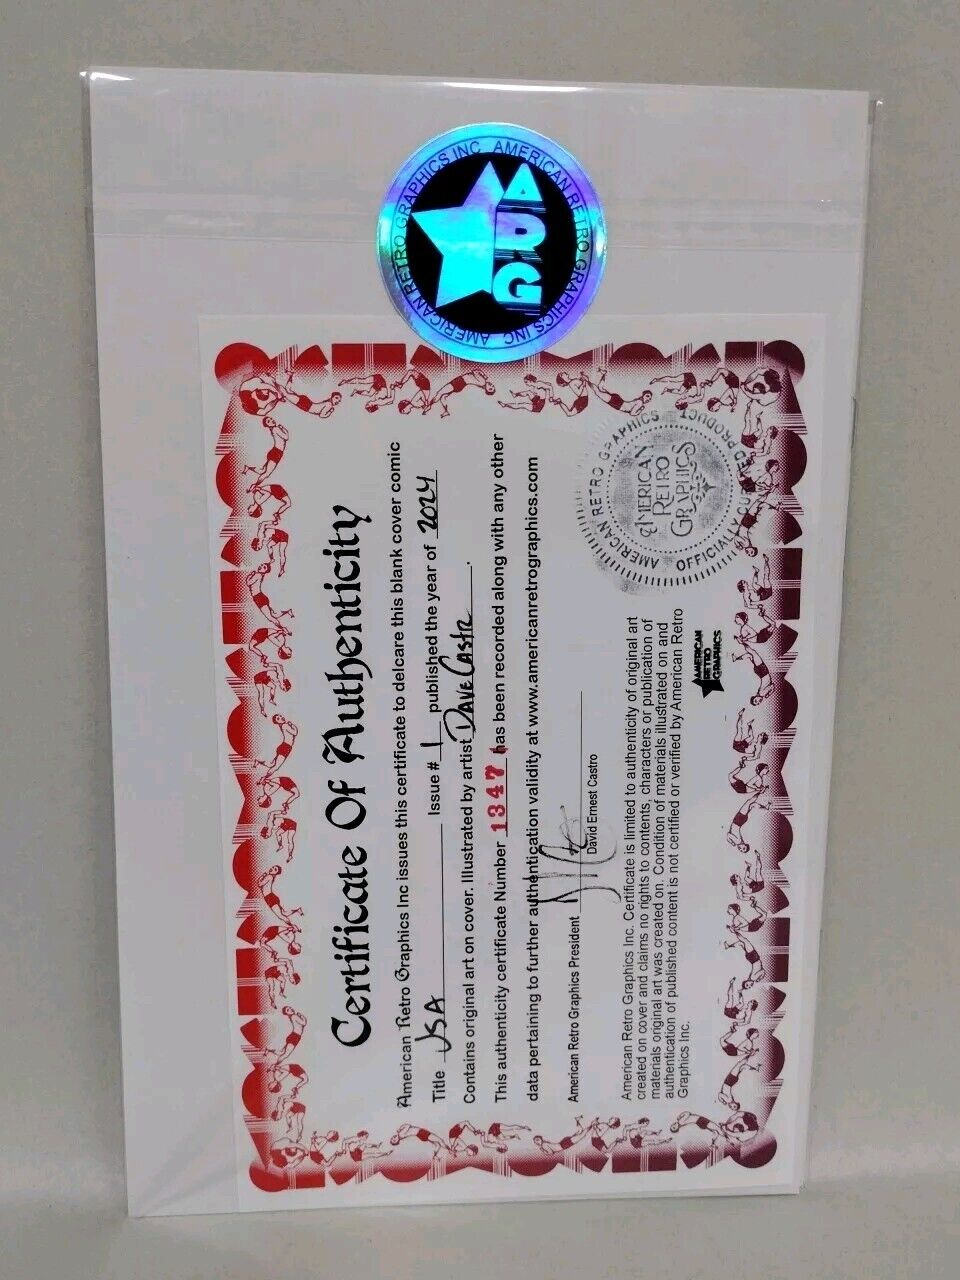 AMERICAN RETRO GRAPHICS INC AMERICAN RETRO GRAPHICS INC
ARG
Certificate Of Authenticity
American Retro Graphics Inc issues this certificate to delcare this blank cover comic
Title JSA Issue # 1 published the year of 2024
Contains original art on cover. Illustrated by artist Dave Castr.
This authenticity certificate Number 1347 has been recorded along with any other
data pertaining to further authentication validity at www.americanretrographics.com
American Retro Graphics President
David Ernest Castro
AMERICAN RETRO GRAPHICS
OFFICIALLY PRODUCT
AMERICAN
RETRO
GRAPHICS
American Retro Graphics Inc. Certificate is limited to authenticity of original art
created on cover and claims no rights to contents, characters or publication of
materials original art was created on. Condition of materials illustrated on and
authentication of published content is not certified or verified by American Retro
Graphics Inc.
AMERICAN
RETRO
GRAPHICS